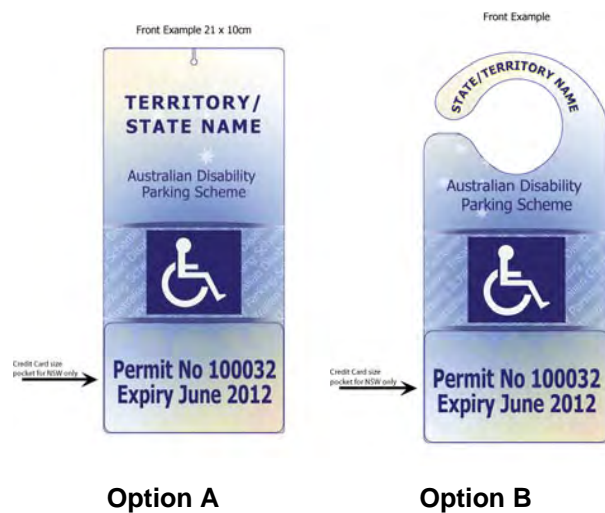 Front Example 21 x 10cm
TERRITORY/
STATE NAME
Australian Disability
Parking Scheme
Credit Card size
pocket for NSW only
Permit No 100032
Expiry June 2012
Option A
Front Example
STATE/TERRITORY NAME
Australian Disability
Parking Scheme
Credit Card size
pocket for NSW only
Permit No 100032
Expiry June 2012
Option B